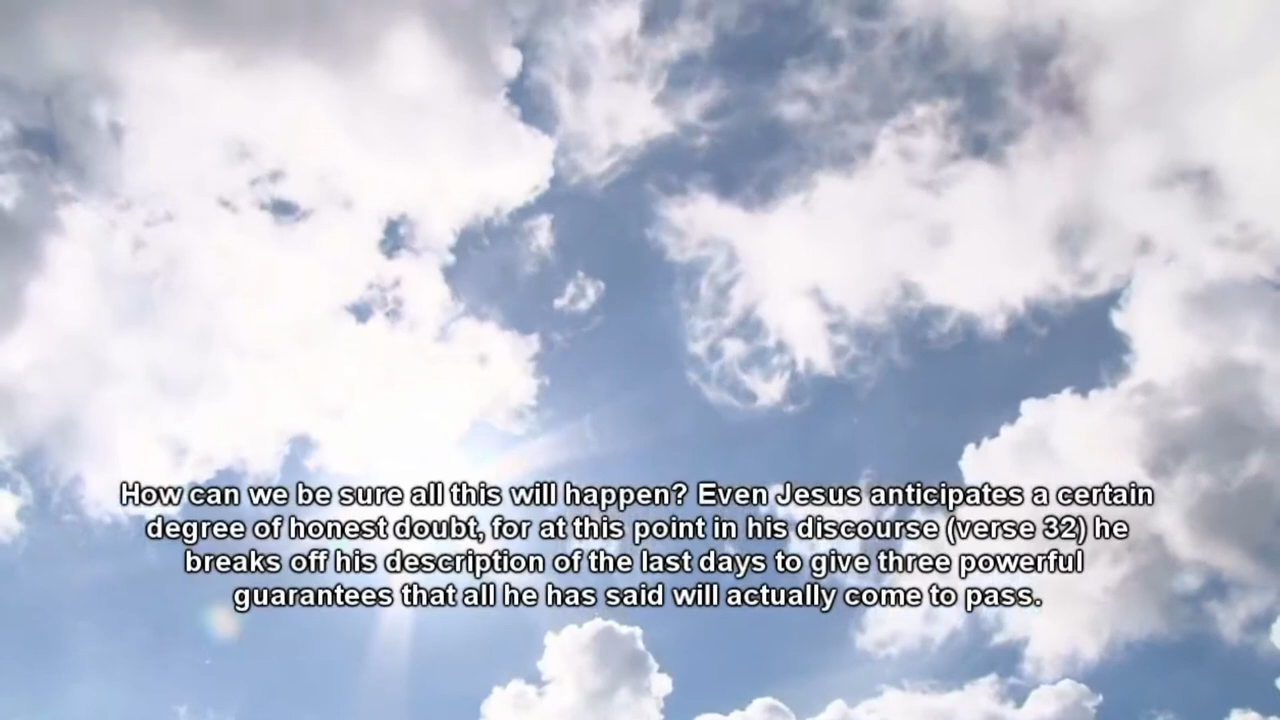 How can we be sure all this will happen? Even Jesus anticipates a certain
degree of honest doubt, for at this point in his discourse (verse 32) he
breaks off his description of the last days to give three powerful
guarantees that all he has said will actually come to pass.